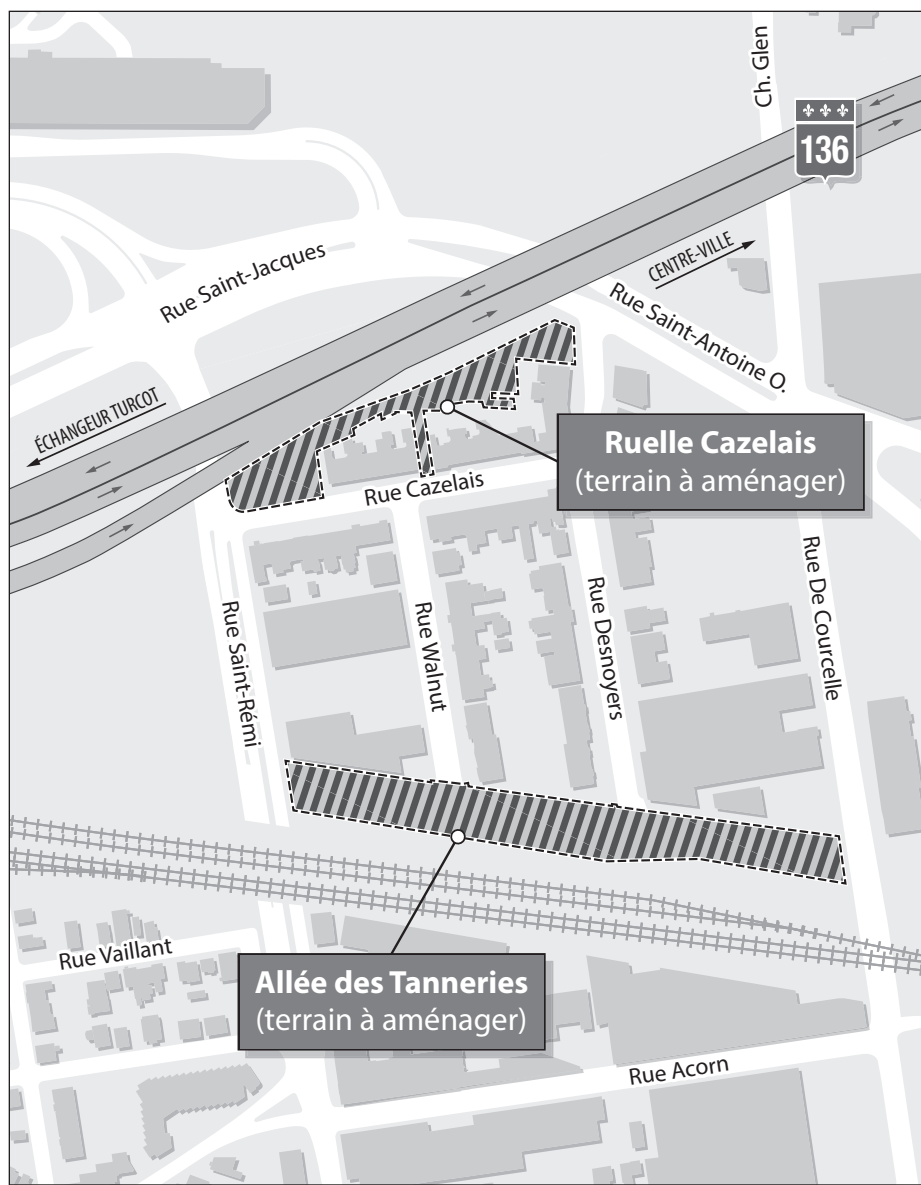 Ch. Glen
136
Rue Saint-Jacques
CENTRE-VILLE
Rue Saint-Antoine O.
ÉCHANGEUR TURCOT
Ruelle Cazelais
(terrain à aménager)
Rue Cazelais
Rue Saint-Rémi
Rue Walnut
Rue Desnoyers
Rue De Courcelle
Rue Vaillant
Allée des Tanneries
(terrain à aménager)
Rue Acorn